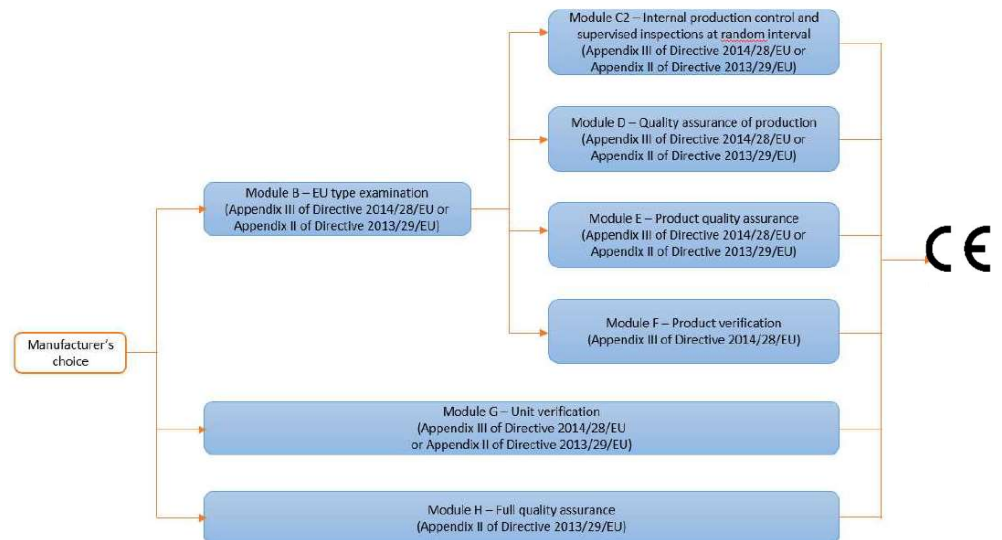 Module C2 – Internal production control and
supervised inspections at random interval
(Appendix III of Directive 2014/28/EU or
Appendix II of Directive 2013/29/EU)
Module D – Quality assurance of production
(Appendix III of Directive 2014/28/EU or
Appendix II of Directive 2013/29/EU)
Module B – EU type examination
(Appendix III of Directive 2014/28/EU or
Appendix II of Directive 2013/29/EU)
Module E – Product quality assurance
(Appendix III of Directive 2014/28/EU or
Appendix II of Directive 2013/29/EU)
CE
Module F – Product verification
(Appendix III of Directive 2014/28/EU)
Manufacturer's
choice
Module G – Unit verification
(Appendix III of Directive 2014/28/EU
or Appendix II of Directive 2013/29/EU)
Module H – Full quality assurance
(Appendix II of Directive 2013/29/EU)